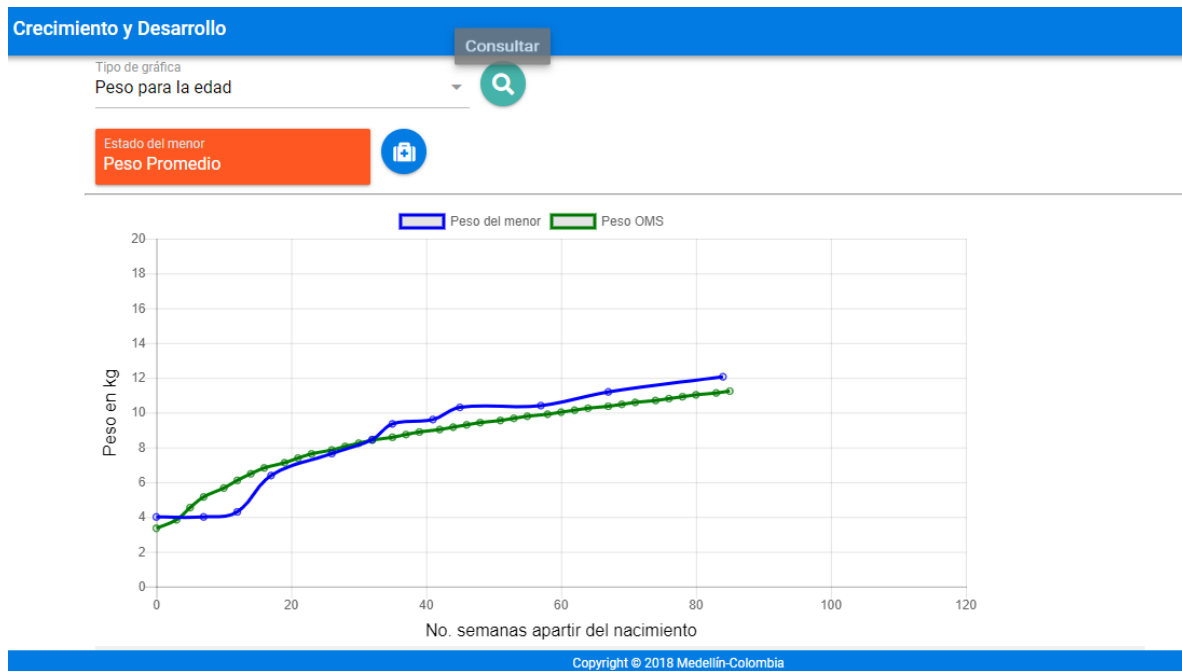 Crecimiento y Desarrollo
Consultar
Tipo de gráfica
Peso para la edad
Estado del menor
Peso Promedio
Peso del menor Peso OMS
20
18
16
14
12
10
8
6
4
2
0
Peso en kg
0 20 40 60 80 100 120
No. semanas apartir del nacimiento
Copyright © 2018 Medellín-Colombia